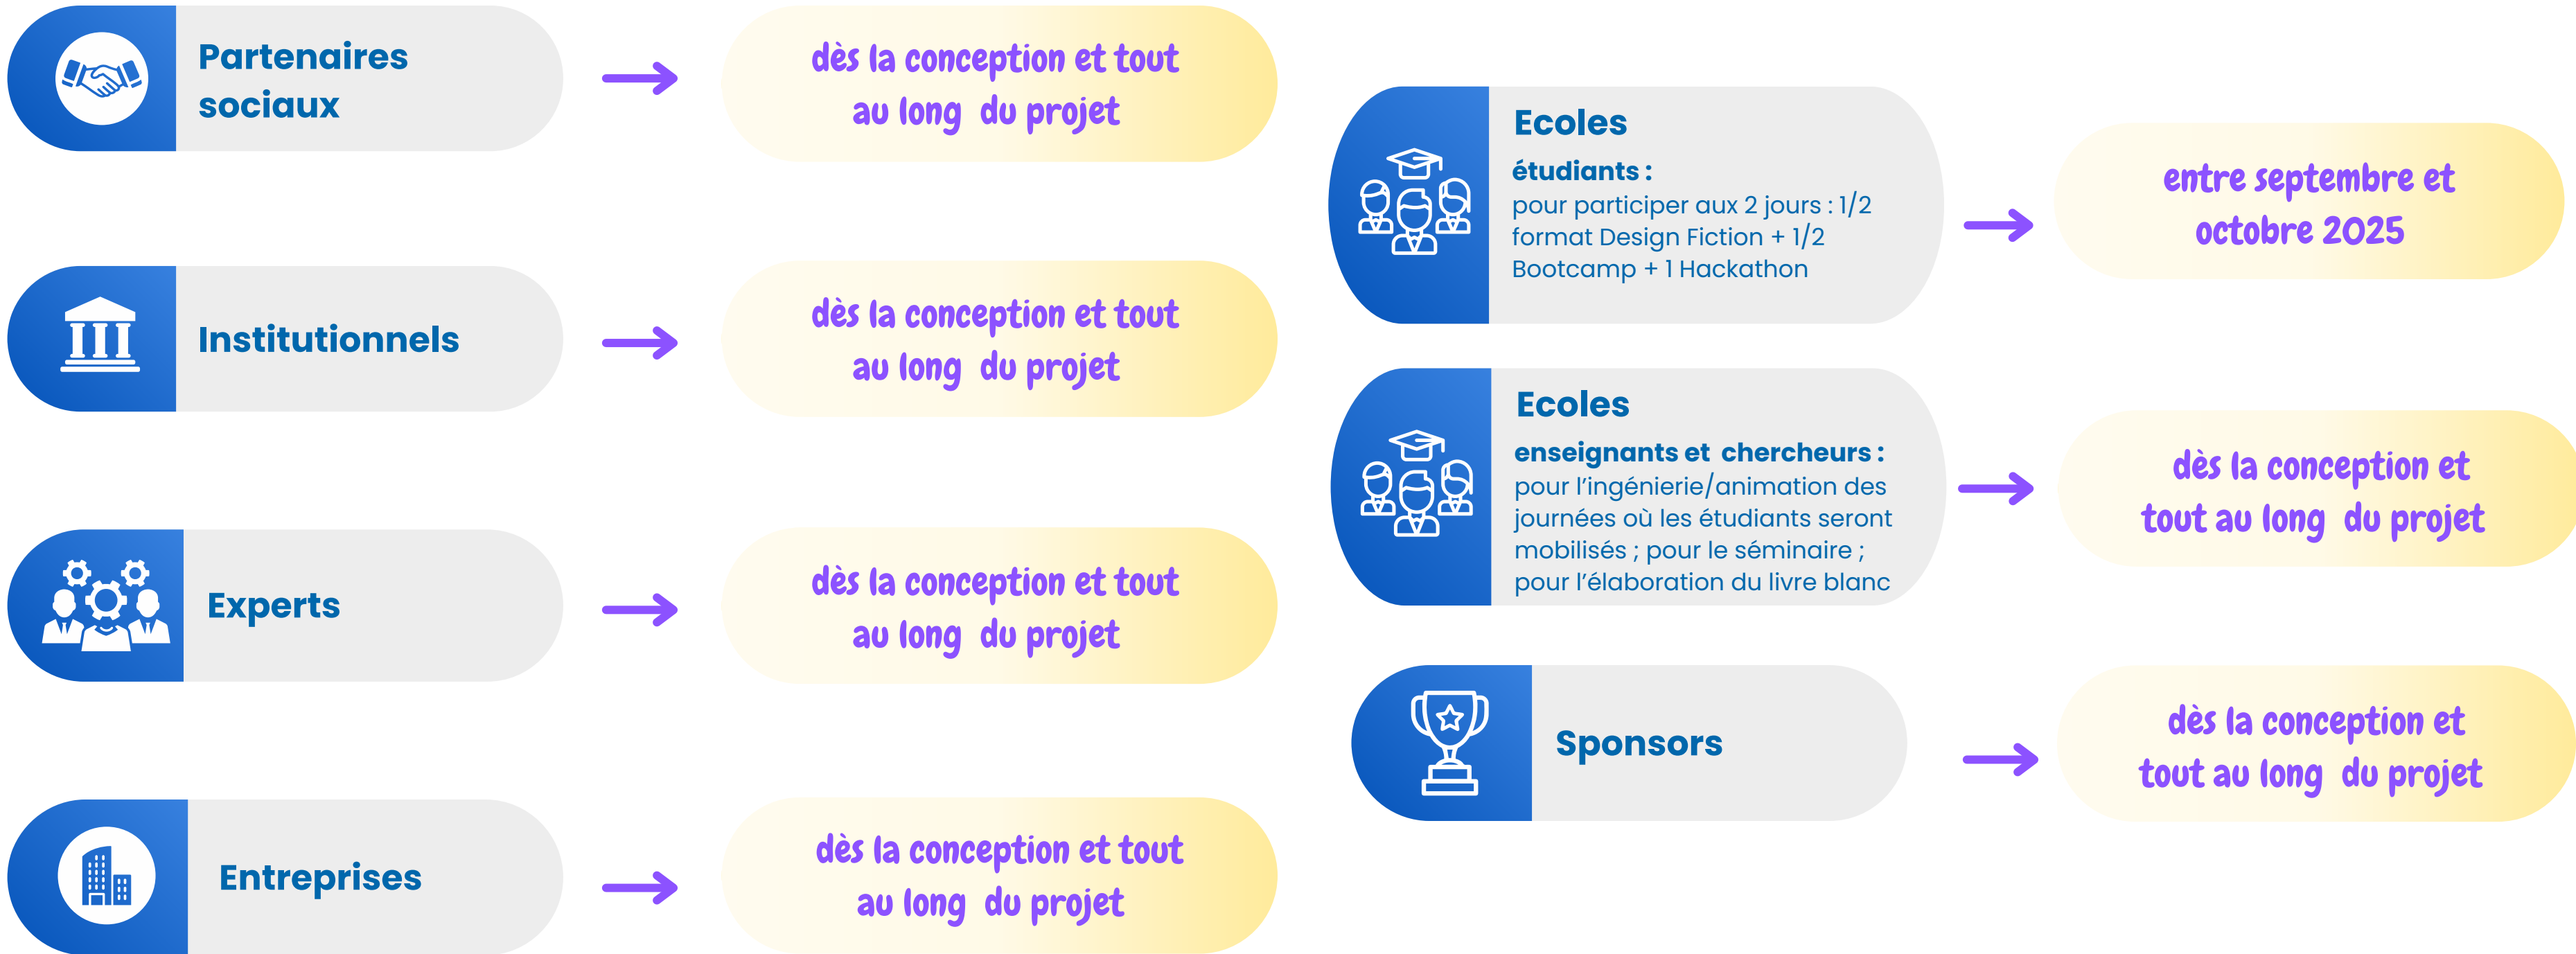 Partenaires
sociaux
dès la conception et tout
au long du projet
Institutionnels
dès la conception et tout
au long du projet
Experts
dès la conception et tout
au long du projet
Entreprises
dès la conception et tout
au long du projet
Ecoles
étudiants :
pour participer aux 2 jours : 1/2
format Design Fiction + 1/2
Bootcamp + 1 Hackathon
entre septembre et
octobre 2025
Ecoles
enseignants et chercheurs :
pour l’ingénierie/animation des
journées où les étudiants seront
mobilisés ; pour le séminaire ;
pour l’élaboration du livre blanc
dès la conception et
tout au long du projet
Sponsors
dès la conception et
tout au long du projet